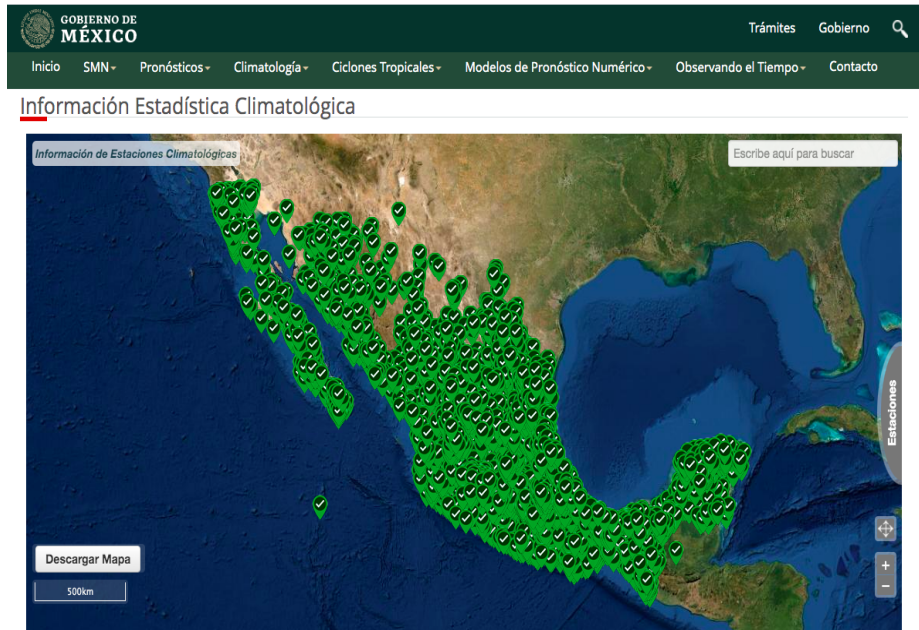 GOBIERNO DE
MÉXICO
Trámites Gobierno
Inicio SMN Pronósticos Climatología Ciclones Tropicales Modelos de Pronóstico Numérico Observando el Tiempo Contacto
Información Estadística Climatológica
Información de Estaciones Climatológicas
Escribe aquí para buscar
Estaciones
Descargar Mapa
500km
+
−